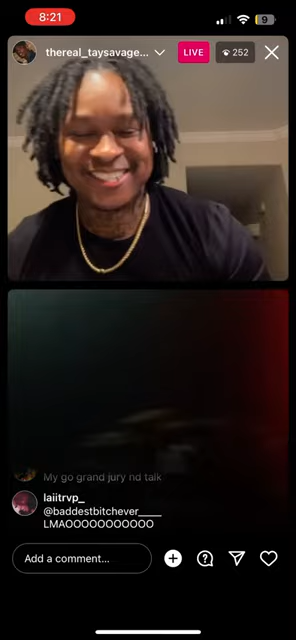 8:21
9
thereal_taysavage...
LIVE
252
My go grand jury nd talk
laiitrvp_
@baddestbitchever____
LMAOOOOOOOOOOO
Add a comment...